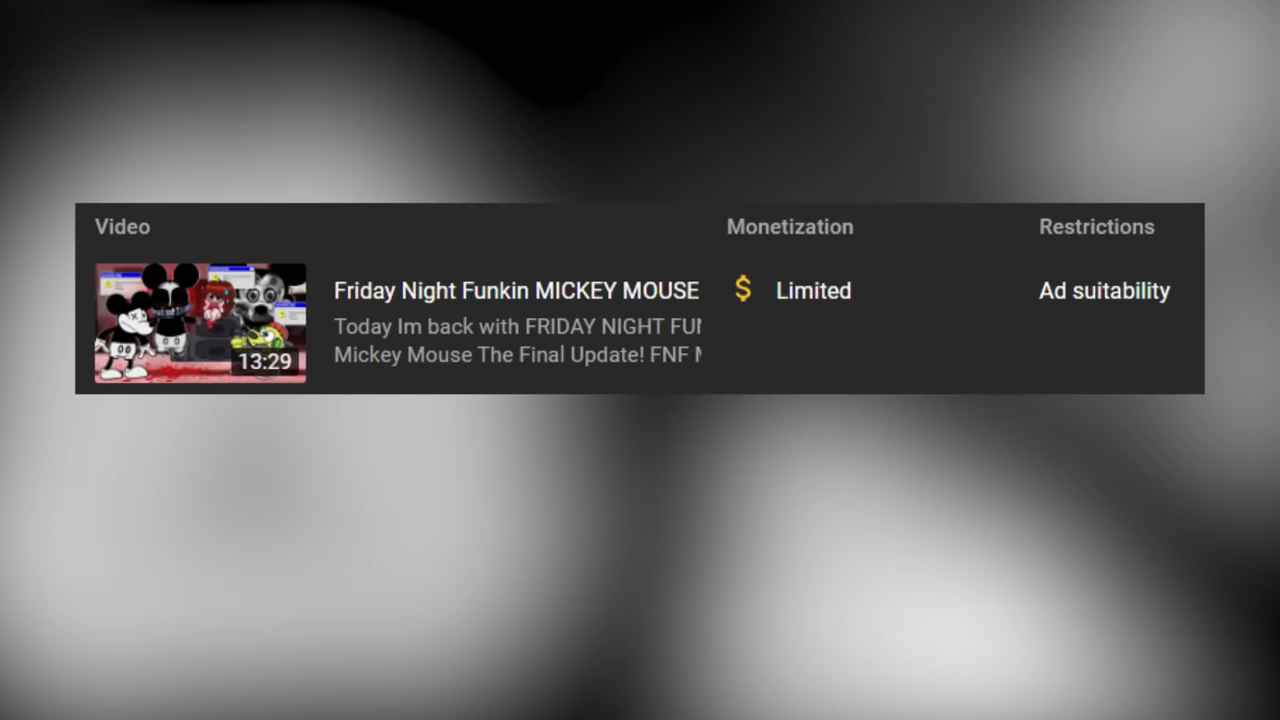 Video Monetization Restrictions
13:29
Friday Night Funkin MICKEY MOUSE
Limited
Ad suitability
Today Im back with FRIDAY NIGHT
Mickey Mouse The Final Update! FNF